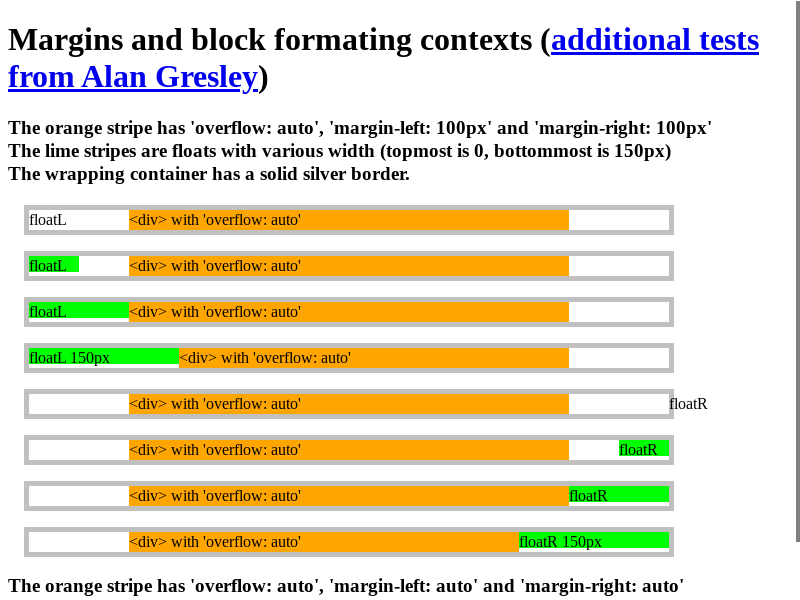 Margins and block formating contexts (additional tests
from Alan Gresley)
The orange stripe has 'overflow: auto', 'margin-left: 100px' and 'margin-right: 100px'
The lime stripes are floats with various width (topmost is 0, bottommost is 150px)
The wrapping container has a solid silver border.
floatL <div> with 'overflow: auto'
floatL <div> with 'overflow: auto'
floatL <div> with 'overflow: auto'
floatL 150px <div> with 'overflow: auto'
<div> with 'overflow: auto' floatR
<div> with 'overflow: auto' floatR
<div> with 'overflow: auto' floatR
<div> with 'overflow: auto' floatR 150px
The orange stripe has 'overflow: auto', 'margin-left: auto' and 'margin-right: auto'